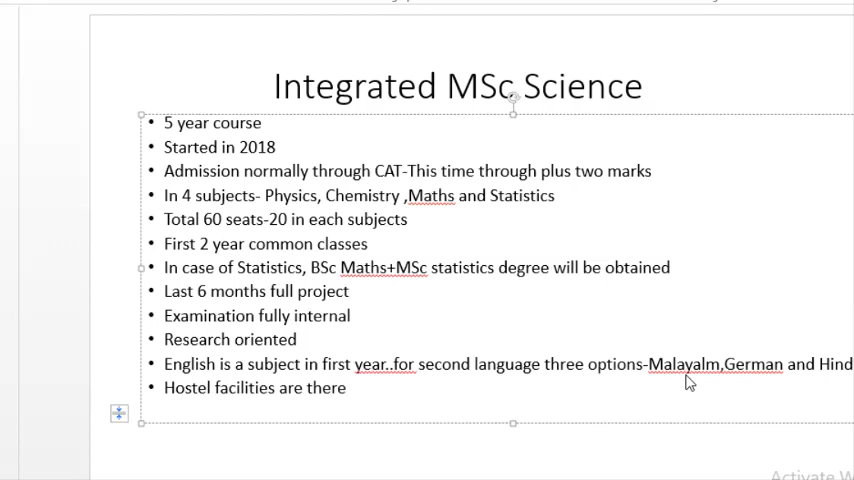 Integrated MSc Science
• 5 year course
• Started in 2018
• Admission normally through CAT-This time through plus two marks
• In 4 subjects- Physics, Chemistry ,Maths and Statistics
• Total 60 seats-20 in each subjects
• First 2 year common classes
• In case of Statistics, BSc Maths+MSc statistics degree will be obtained
• Last 6 months full project
• Examination fully internal
• Research oriented
• English is a subject in first year..for second language three options-Malayalm,German and Hind
• Hostel facilities are there
Activate W